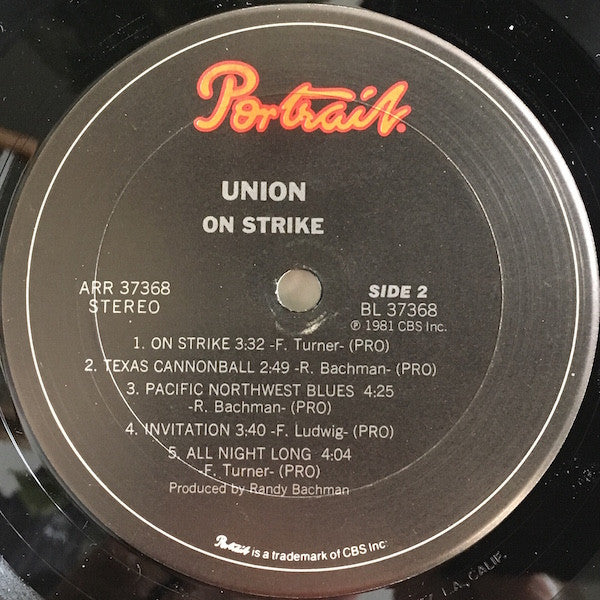 Portrait.
UNION
ON STRIKE
ARR 37368
STEREO
SIDE 2
BL 37368
℗ 1981 CBS Inc.
1. ON STRIKE 3:32 -F. Turner- (PRO)
2. TEXAS CANNONBALL 2:49 -R. Bachman- (PRO)
3. PACIFIC NORTHWEST BLUES 4:25
-R. Bachman- (PRO)
4. INVITATION 3:40 -F. Ludwig- (PRO)
5. ALL NIGHT LONG 4:04
-F. Turner- (PRO)
Produced by Randy Bachman
Portrait is a trademark of CBS Inc.
L.A. CALIF.